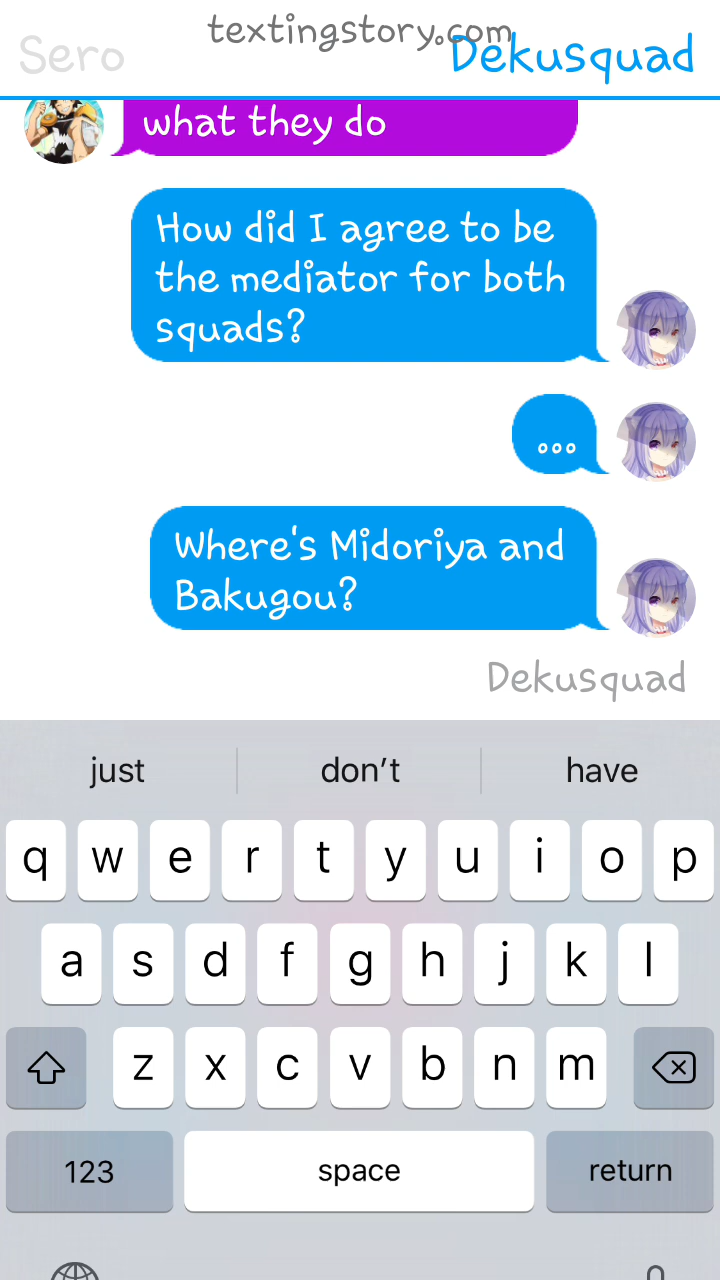 textingstory.com
Sero
Dekusquad
what they do
How did I agree to be
the mediator for both
squads?
...
Where's Midoriya and
Bakugou?
Dekusquad
just
don't
have
q w e r t y u i o p
a s d f g h j k l
z x c v b n m
123
space
return